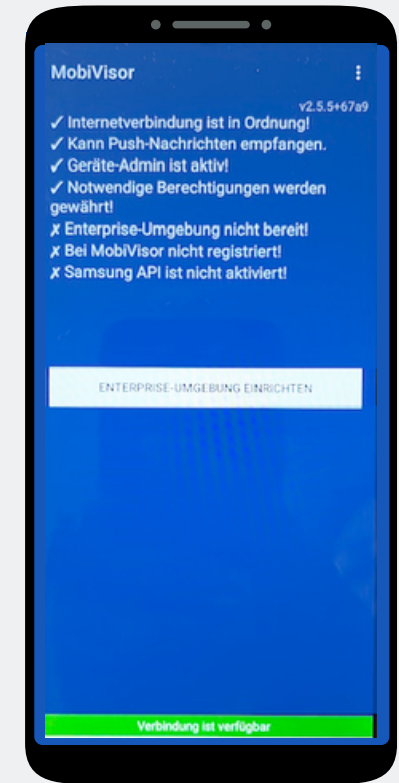 MobiVisor
v2.5.5+67a9
✓ Internetverbindung ist in Ordnung!
✓ Kann Push-Nachrichten empfangen.
✓ Geräte-Admin ist aktiv!
✓ Notwendige Berechtigungen werden
gewährt!
✗ Enterprise-Umgebung nicht bereit!
✗ Bei MobiVisor nicht registriert!
✗ Samsung API ist nicht aktiviert!
ENTERPRISE-UMGEBUNG EINRICHTEN
Verbindung ist verfügbar